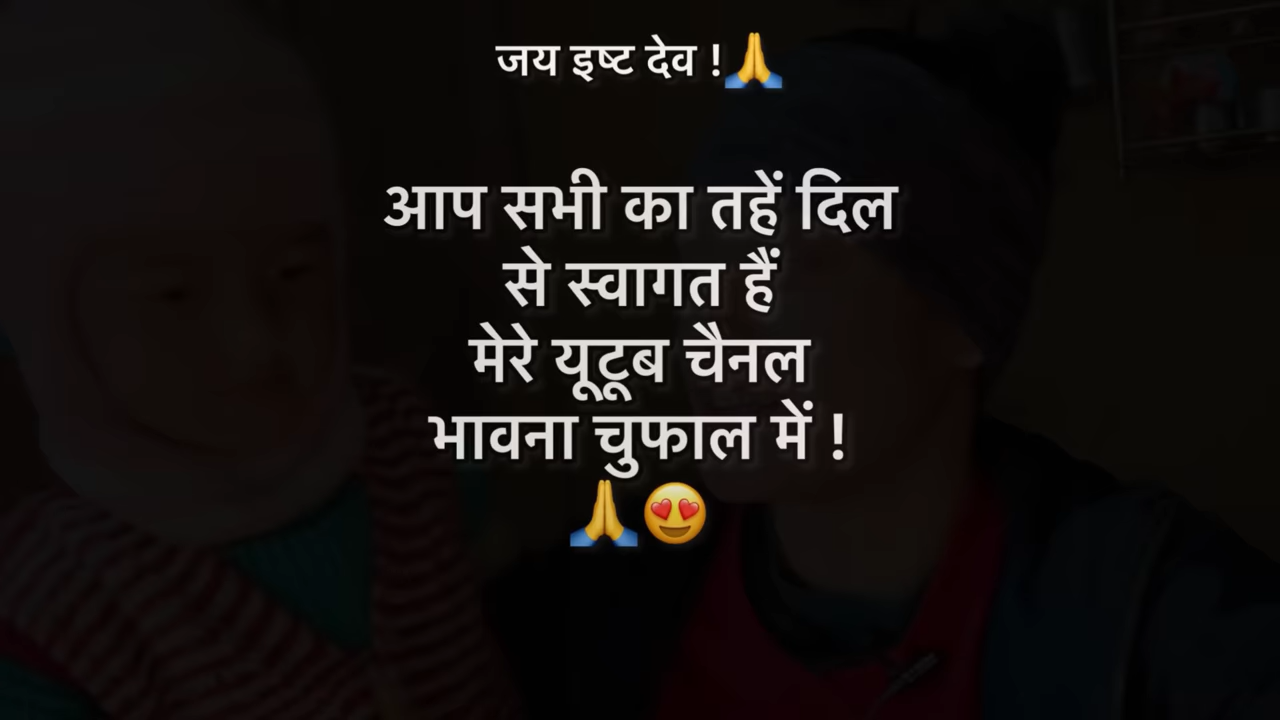 जय इष्ट देव !🙏
आप सभी का तहें दिल
से स्वागत हैं
मेरे यूटूब चैनल
भावना चुफाल में !
🙏😍